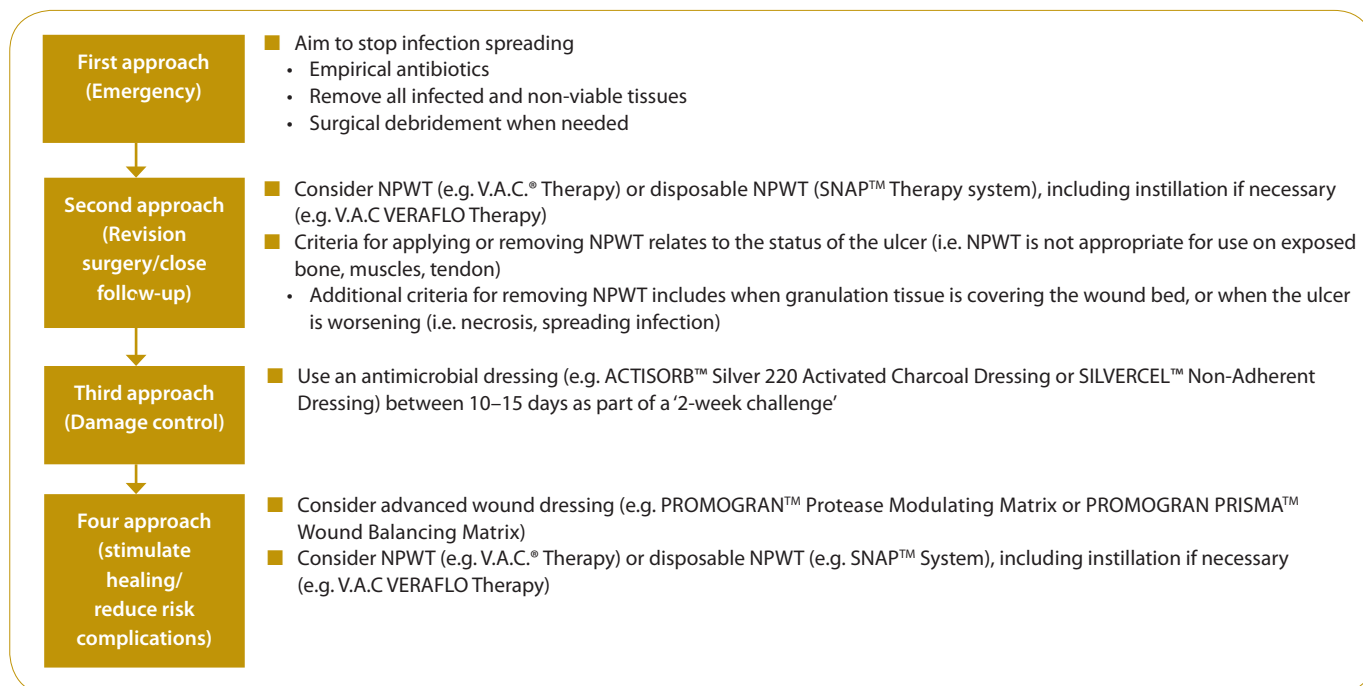 First approach
(Emergency)
■ Aim to stop infection spreading
• Empirical antibiotics
• Remove all infected and non-viable tissues
• Surgical debridement when needed
Second approach
(Revision
surgery/close
follow-up)
■ Consider NPWT (e.g. V.A.C.® Therapy) or disposable NPWT (SNAP™ Therapy system), including instillation if necessary
(e.g. V.A.C VERAFLO Therapy)
■ Criteria for applying or removing NPWT relates to the status of the ulcer (i.e. NPWT is not appropriate for use on exposed
bone, muscles, tendon)
• Additional criteria for removing NPWT includes when granulation tissue is covering the wound bed, or when the ulcer
is worsening (i.e. necrosis, spreading infection)
Third approach
(Damage control)
■ Use an antimicrobial dressing (e.g. ACTISORB™ Silver 220 Activated Charcoal Dressing or SILVERCEL™ Non-Adherent
Dressing) between 10–15 days as part of a ‘2-week challenge’
Four approach
(stimulate
healing/
reduce risk
complications)
■ Consider advanced wound dressing (e.g. PROMOGRAN™ Protease Modulating Matrix or PROMOGRAN PRISMA™
Wound Balancing Matrix)
■ Consider NPWT (e.g. V.A.C.® Therapy) or disposable NPWT (e.g. SNAP™ System), including instillation if necessary
(e.g. V.A.C VERAFLO Therapy)